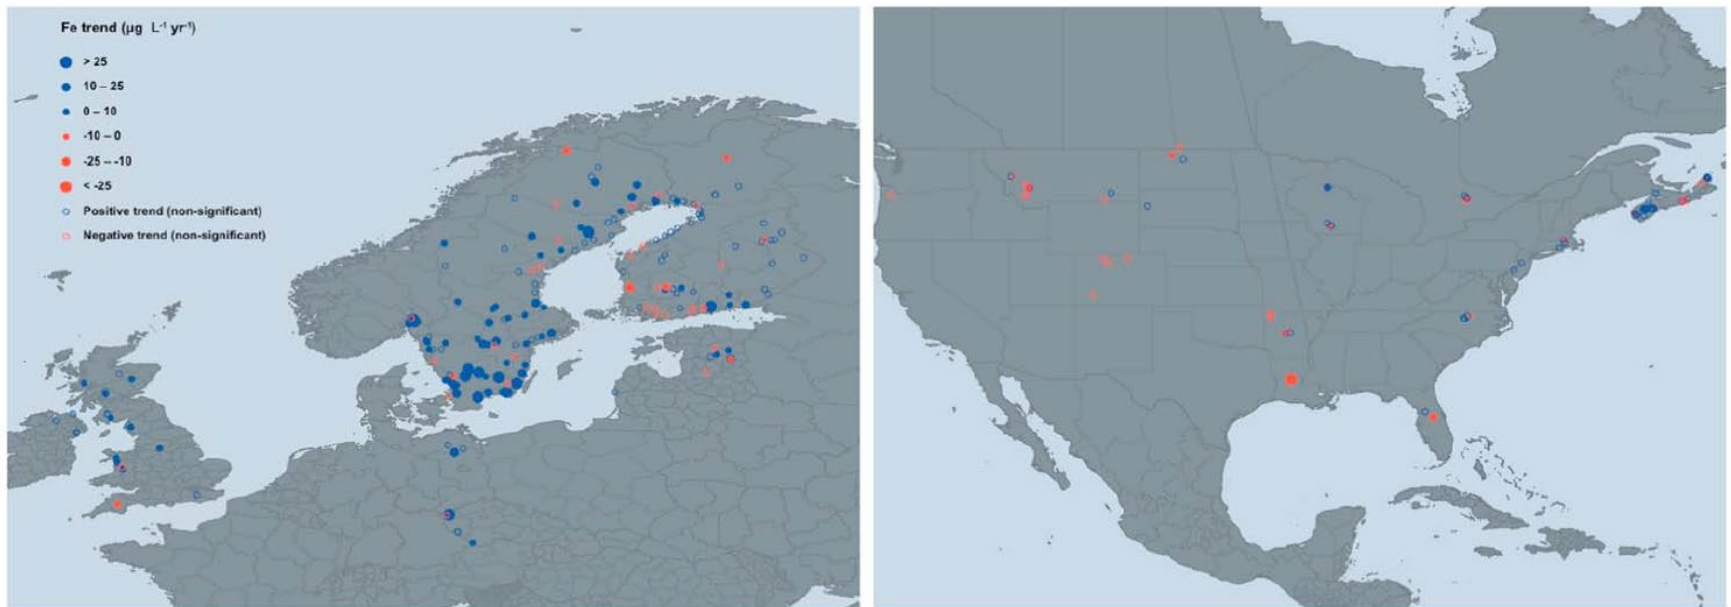 Fe trend (µg L⁻¹ yr⁻¹)
> 25
10 – 25
0 – 10
-10 – 0
-25 – -10
< -25
Positive trend (non-significant)
Negative trend (non-significant)